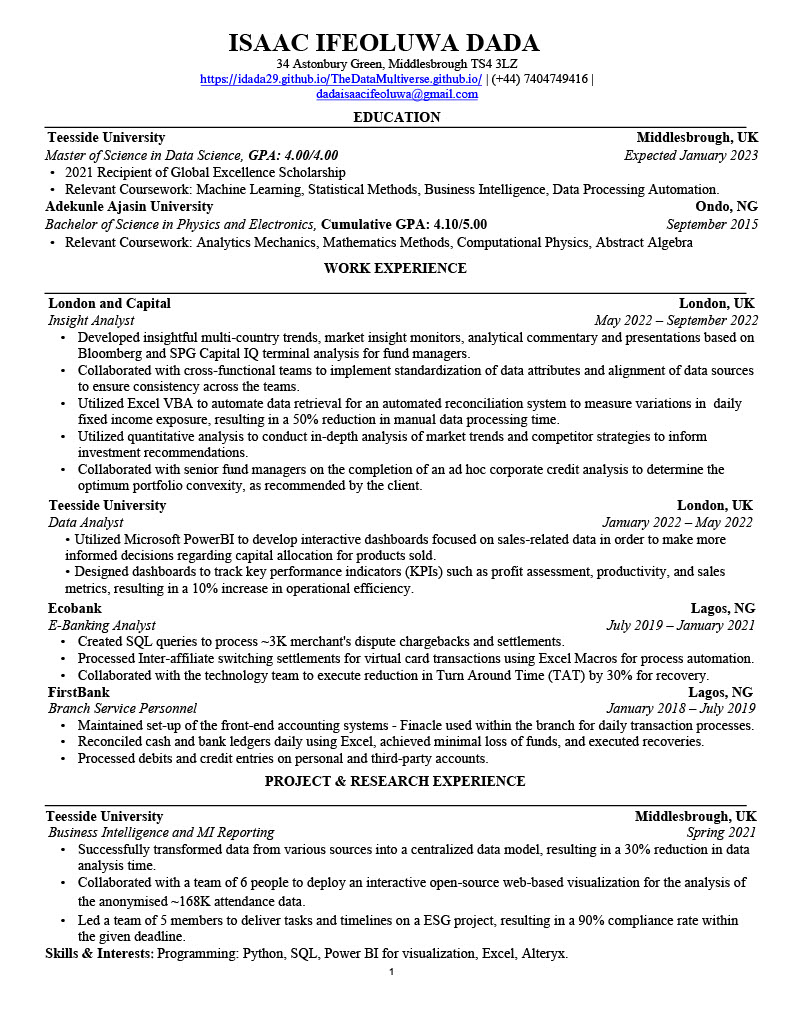 ISAAC IFEOLUWA DADA
34 Astonbury Green, Middlesbrough TS4 3LZ
https://idada29.github.io/TheDataMultiverse.github.io/ | (+44) 7404749416 |
dadaisaacifeoluwa@gmail.com
EDUCATION
Teesside University Middlesbrough, UK
Master of Science in Data Science, GPA: 4.00/4.00 Expected January 2023
• 2021 Recipient of Global Excellence Scholarship
• Relevant Coursework: Machine Learning, Statistical Methods, Business Intelligence, Data Processing Automation.
Adekunle Ajasin University Ondo, NG
Bachelor of Science in Physics and Electronics, Cumulative GPA: 4.10/5.00 September 2015
• Relevant Coursework: Analytics Mechanics, Mathematics Methods, Computational Physics, Abstract Algebra
WORK EXPERIENCE
London and Capital London, UK
Insight Analyst May 2022 – September 2022
• Developed insightful multi-country trends, market insight monitors, analytical commentary and presentations based on
Bloomberg and SPG Capital IQ terminal analysis for fund managers.
• Collaborated with cross-functional teams to implement standardization of data attributes and alignment of data sources
to ensure consistency across the teams.
• Utilized Excel VBA to automate data retrieval for an automated reconciliation system to measure variations in daily
fixed income exposure, resulting in a 50% reduction in manual data processing time.
• Utilized quantitative analysis to conduct in-depth analysis of market trends and competitor strategies to inform
investment recommendations.
• Collaborated with senior fund managers on the completion of an ad hoc corporate credit analysis to determine the
optimum portfolio convexity, as recommended by the client.
Teesside University London, UK
Data Analyst January 2022 – May 2022
• Utilized Microsoft PowerBI to develop interactive dashboards focused on sales-related data in order to make more
informed decisions regarding capital allocation for products sold.
• Designed dashboards to track key performance indicators (KPIs) such as profit assessment, productivity, and sales
metrics, resulting in a 10% increase in operational efficiency.
Ecobank Lagos, NG
E-Banking Analyst July 2019 – January 2021
• Created SQL queries to process ~3K merchant's dispute chargebacks and settlements.
• Processed Inter-affiliate switching settlements for virtual card transactions using Excel Macros for process automation.
• Collaborated with the technology team to execute reduction in Turn Around Time (TAT) by 30% for recovery.
FirstBank Lagos, NG
Branch Service Personnel January 2018 – July 2019
• Maintained set-up of the front-end accounting systems - Finacle used within the branch for daily transaction processes.
• Reconciled cash and bank ledgers daily using Excel, achieved minimal loss of funds, and executed recoveries.
• Processed debits and credit entries on personal and third-party accounts.
PROJECT & RESEARCH EXPERIENCE
Teesside University Middlesbrough, UK
Business Intelligence and MI Reporting Spring 2021
• Successfully transformed data from various sources into a centralized data model, resulting in a 30% reduction in data
analysis time.
• Collaborated with a team of 6 people to deploy an interactive open-source web-based visualization for the analysis of
the anonymised ~168K attendance data.
• Led a team of 5 members to deliver tasks and timelines on a ESG project, resulting in a 90% compliance rate within
the given deadline.
Skills & Interests: Programming: Python, SQL, Power BI for visualization, Excel, Alteryx.
1